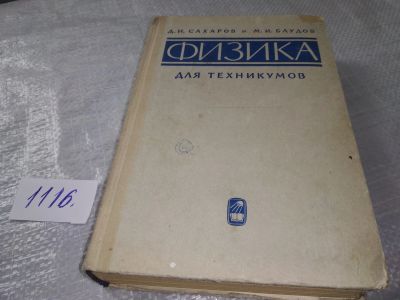 Д. И. САХАРОВ и М. И. БЛУДОВ
ФИЗИКА
ДЛЯ ТЕХНИКУМОВ
1116.